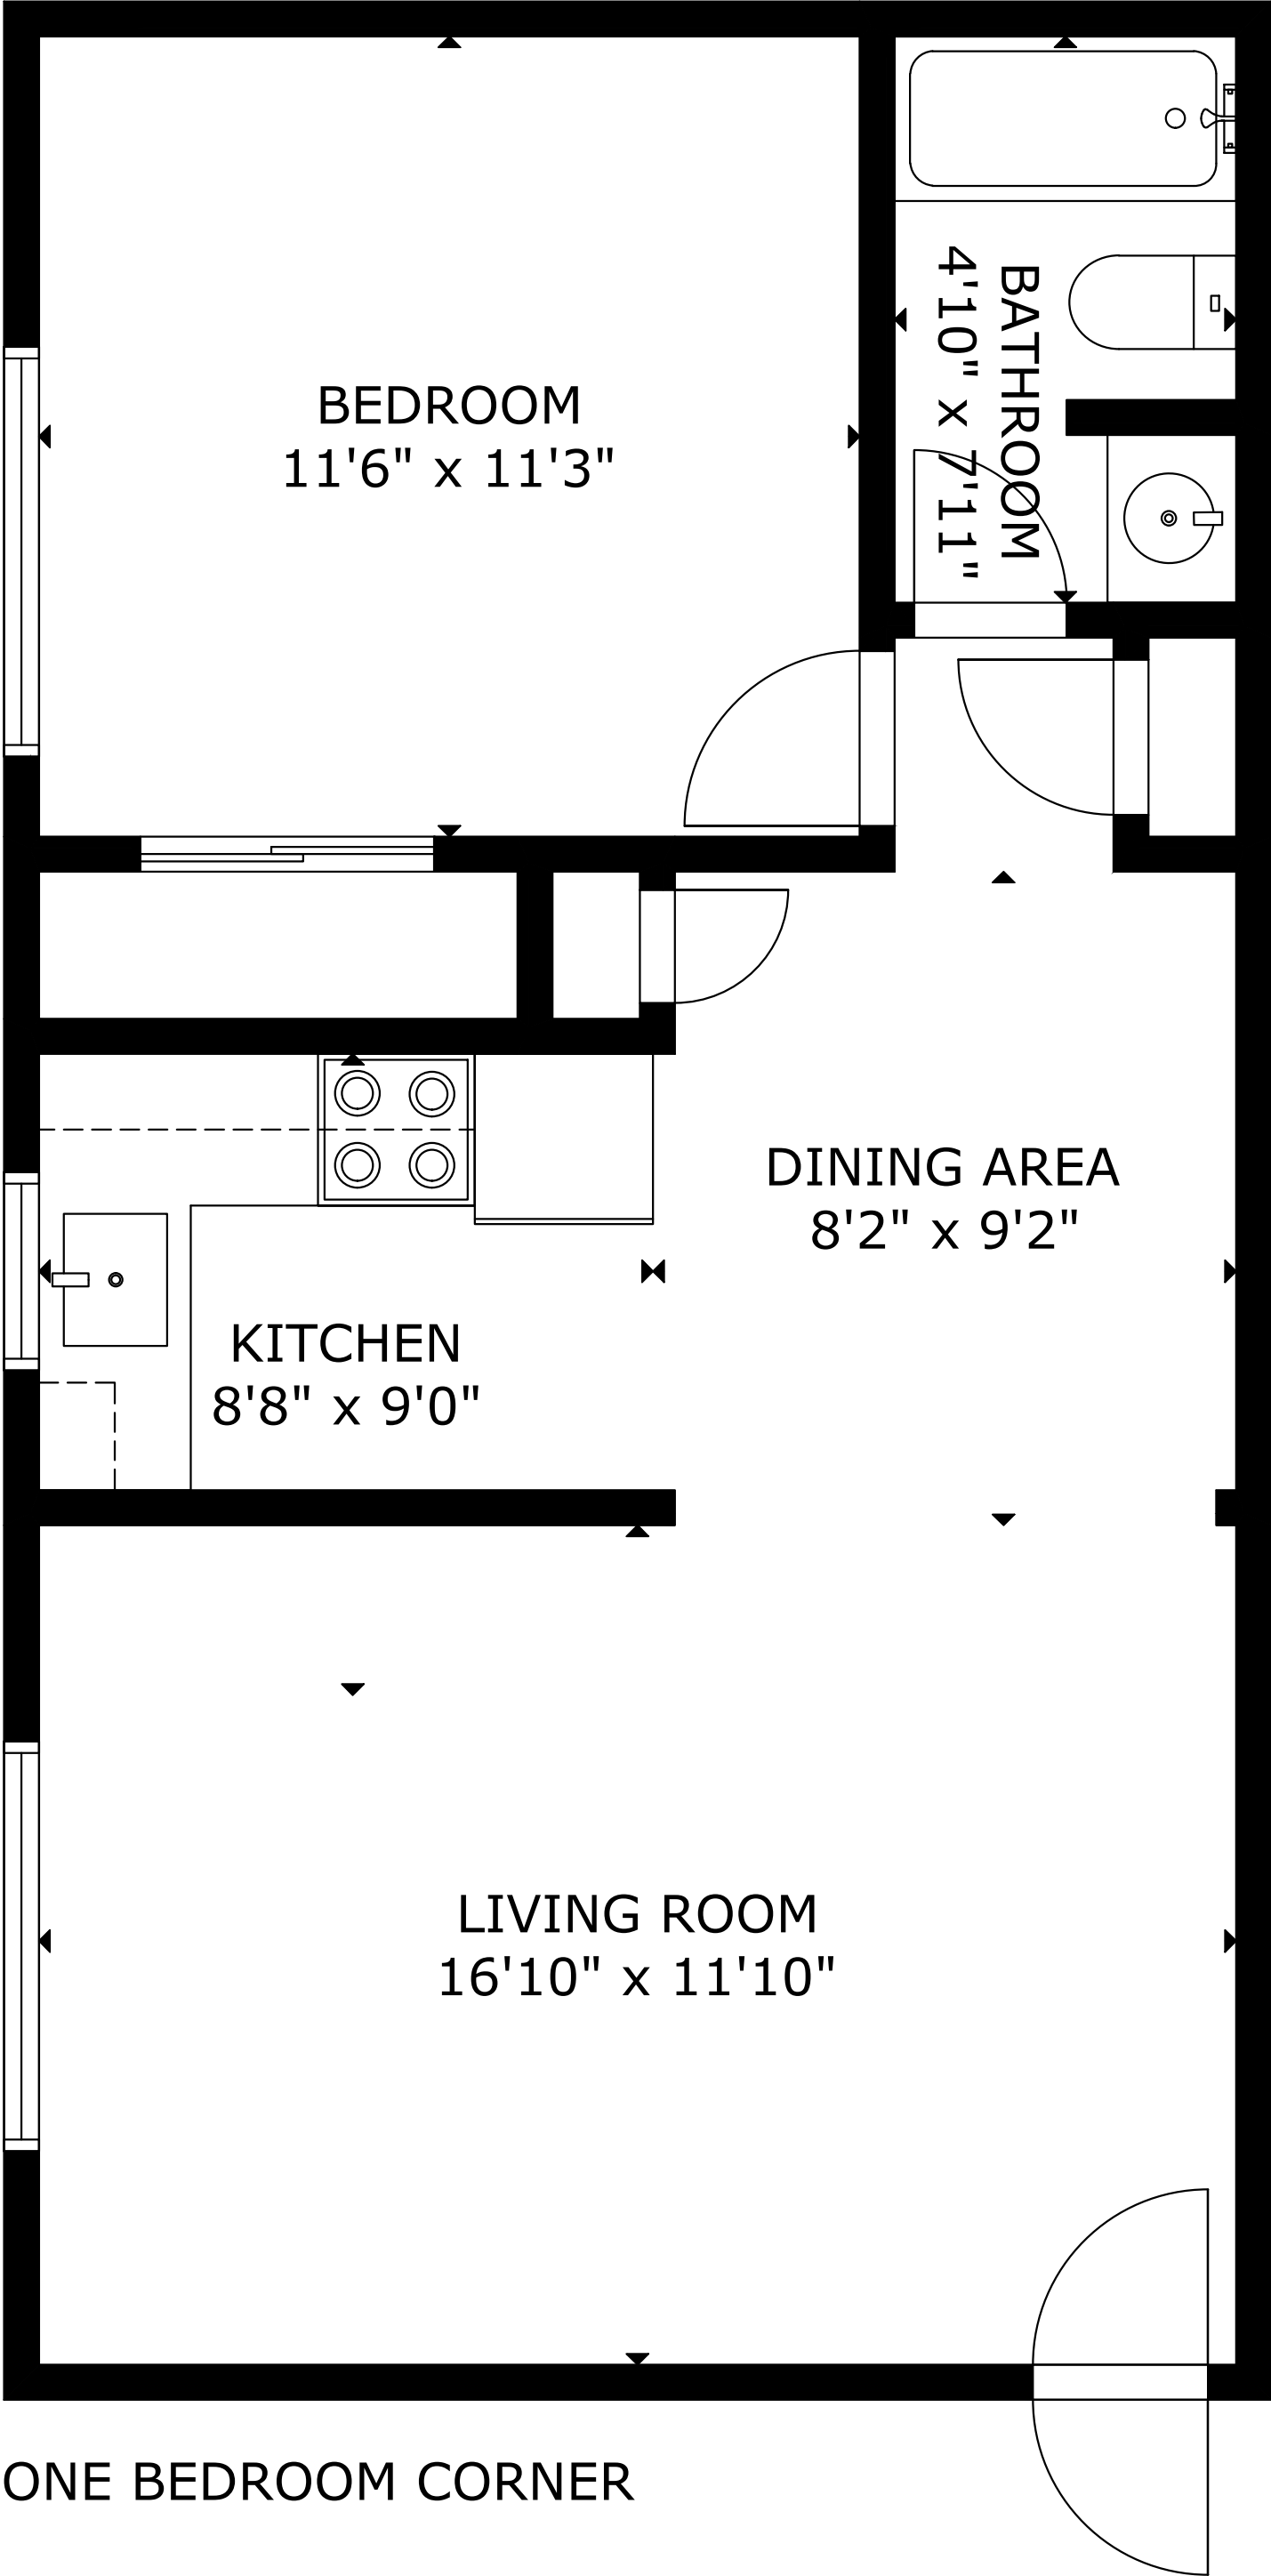 BEDROOM
11'6" x 11'3"
BATHROOM
4'10" x 7'11"
DINING AREA
8'2" x 9'2"
KITCHEN
8'8" x 9'0"
LIVING ROOM
16'10" x 11'10"
ONE BEDROOM CORNER